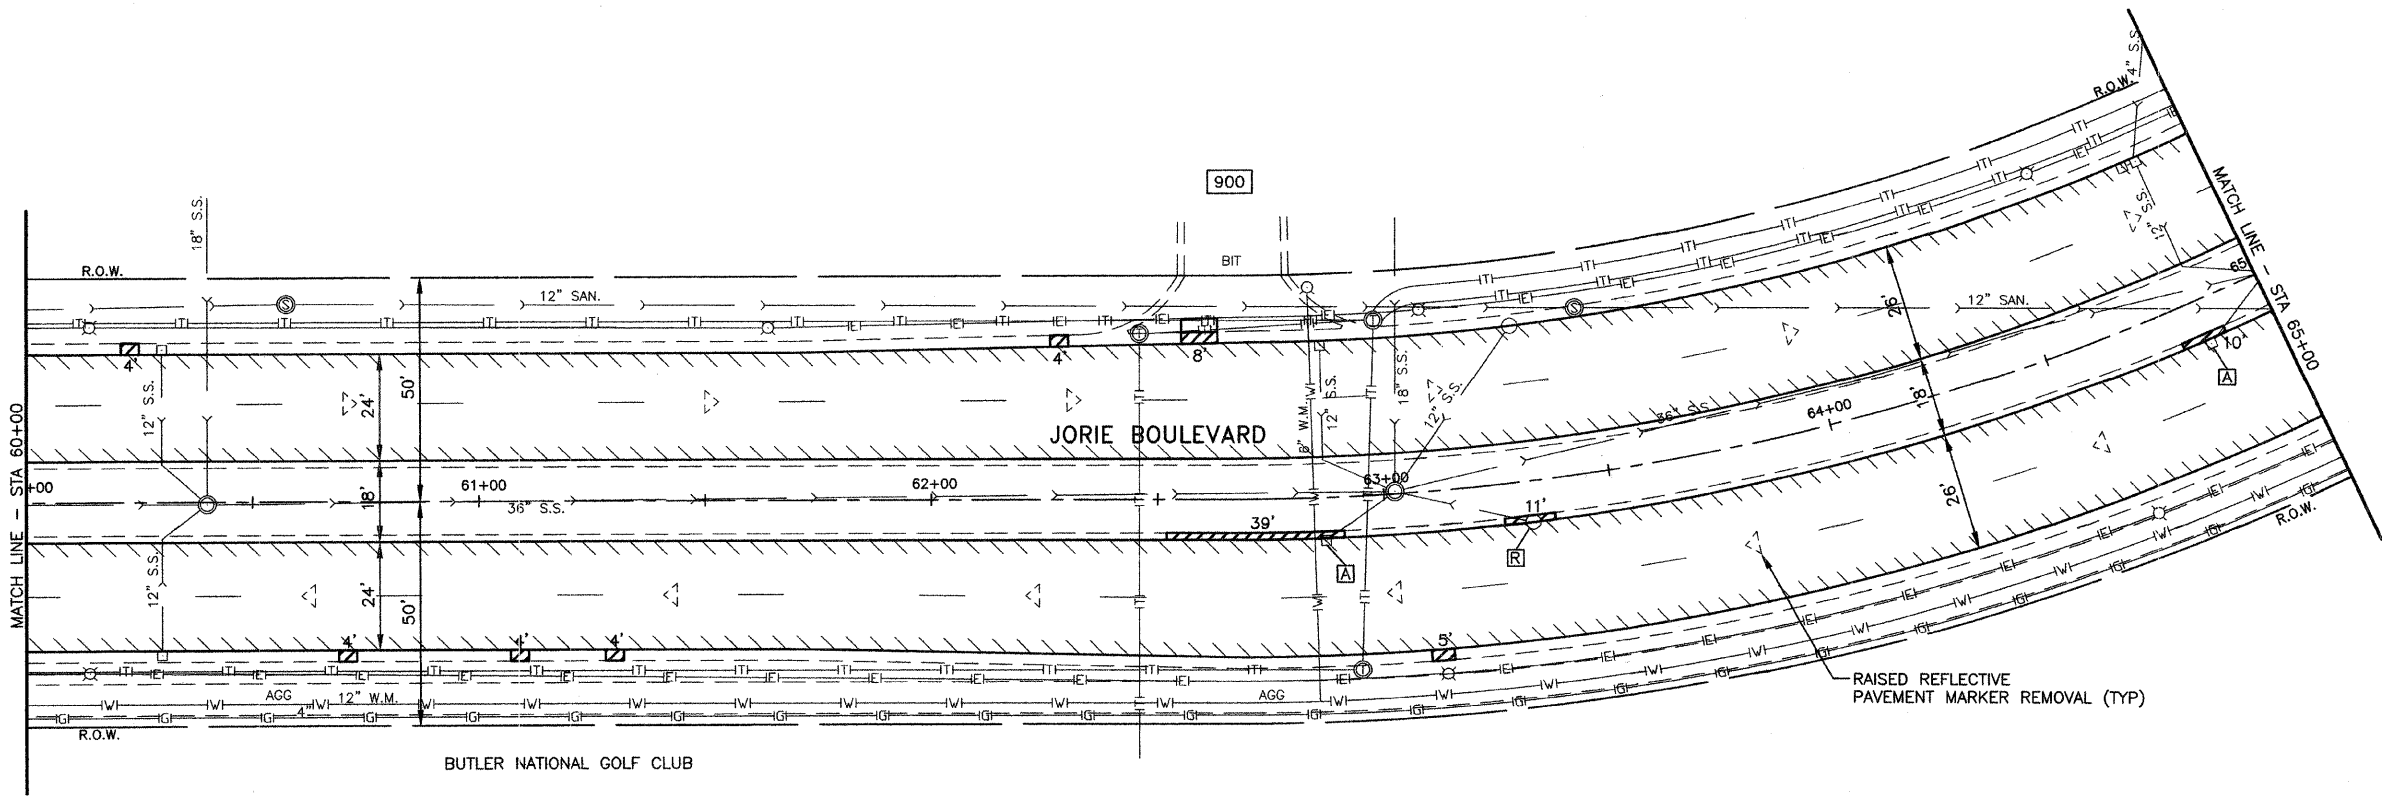 4" S.S.
R.O.W.
MATCH LINE - STA 65+00
900
18" S.S.
BIT
R.O.W.
12" SAN.
12" SAN.
65
26'
4'
4'
8'
10'
A
50'
24'
12" S.S.
8" W.M.
12" S.S.
18" S.S.
12" S.S.
12" S.S.
36" S.S.
64+00
18'
JORIE BOULEVARD
MATCH LINE - STA 60+00
+00
61+00
62+00
63+00
18'
36" S.S.
39'
11'
26'
R
A
12" S.S.
24'
50'
4'
4'
4'
5'
R.O.W.
AGG
12" W.M.
4"
AGG
RAISED REFLECTIVE
PAVEMENT MARKER REMOVAL (TYP)
R.O.W.
BUTLER NATIONAL GOLF CLUB